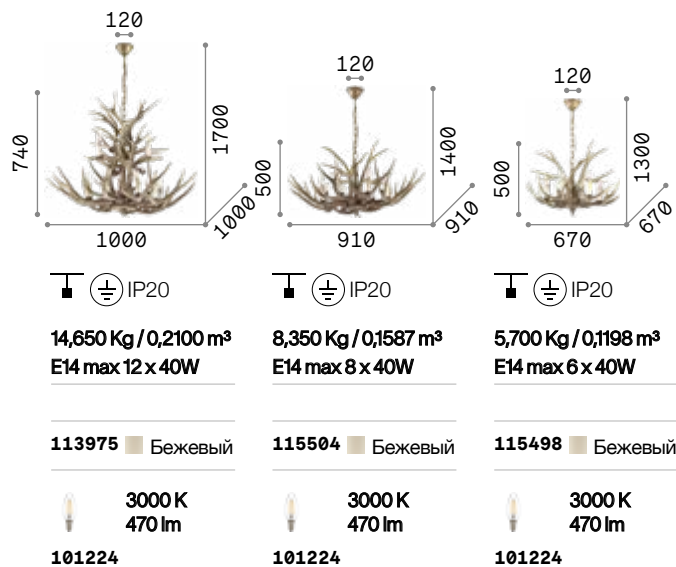 120
740
1700
1000
1000
IP20
14,650 Kg / 0,2100 m³
E14 max 12 x 40W
113975 Бежевый
3000 K
470 lm
101224
120
500
1400
910
910
IP20
8,350 Kg / 0,1587 m³
E14 max 8 x 40W
115504 Бежевый
3000 K
470 lm
101224
120
500
1300
670
670
IP20
5,700 Kg / 0,1198 m³
E14 max 6 x 40W
115498 Бежевый
3000 K
470 lm
101224